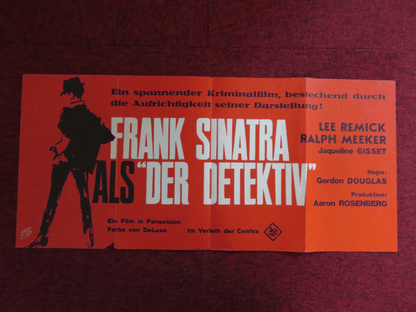 Ein spannender Kriminalfilm, bestechend durch
die Aufrichtigkeit seiner Darstellung!
FRANK SINATRA
ALS "DER DETEKTIV"
LEE REMICK
RALPH MEEKER
Jaqueline BISSET
Regie:
Gordon DOUGLAS
Produktion:
Aaron ROSENBERG
Ein Film in Panavision
Farbe von DeLuxe
Im Verleih der Centfox